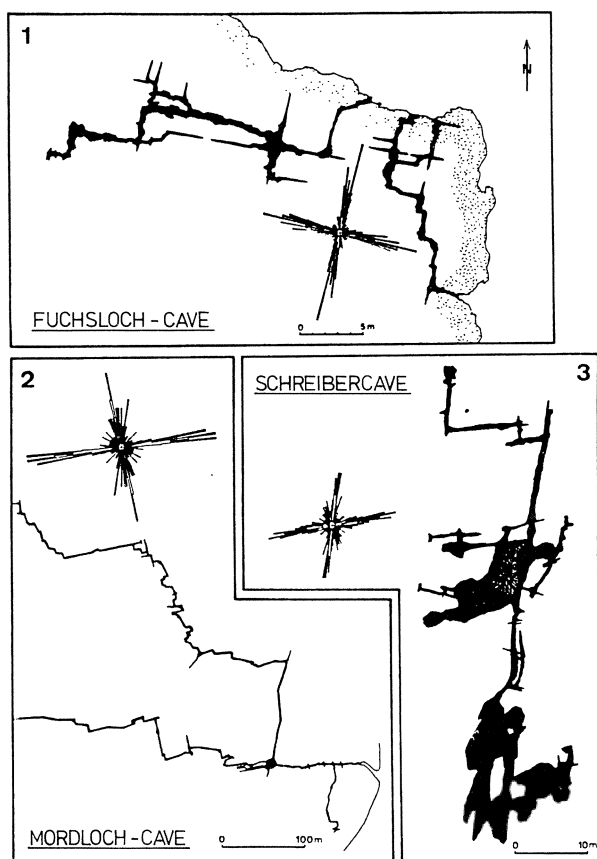 1
N
FUCHSLOCH - CAVE
0 5m
2
MORDLOCH - CAVE
0 100m
SCHREIBERCAVE
3
0 10m